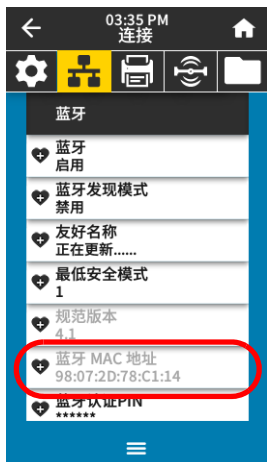 03:35 PM
连接
蓝牙
蓝牙
启用
蓝牙发现模式
禁用
友好名称
正在更新......
最低安全模式
1
规范版本
4.1
蓝牙 MAC 地址
98:07:2D:78:C1:14
蓝牙认证PIN
******